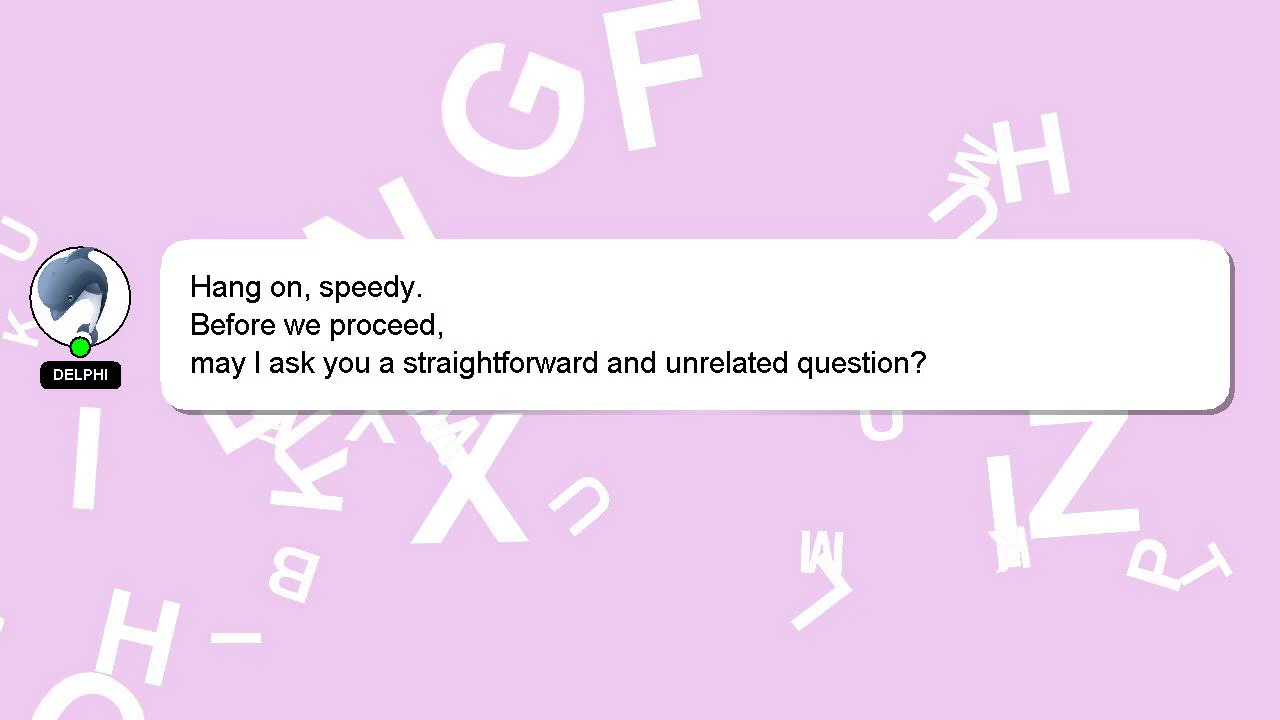 Hang on, speedy.
Before we proceed,
may I ask you a straightforward and unrelated question?
DELPHI
G
F
H
W
U
N
U
K
I
K
X
X
U
U
Z
I
K
M
L
P
T
B
H
I
O